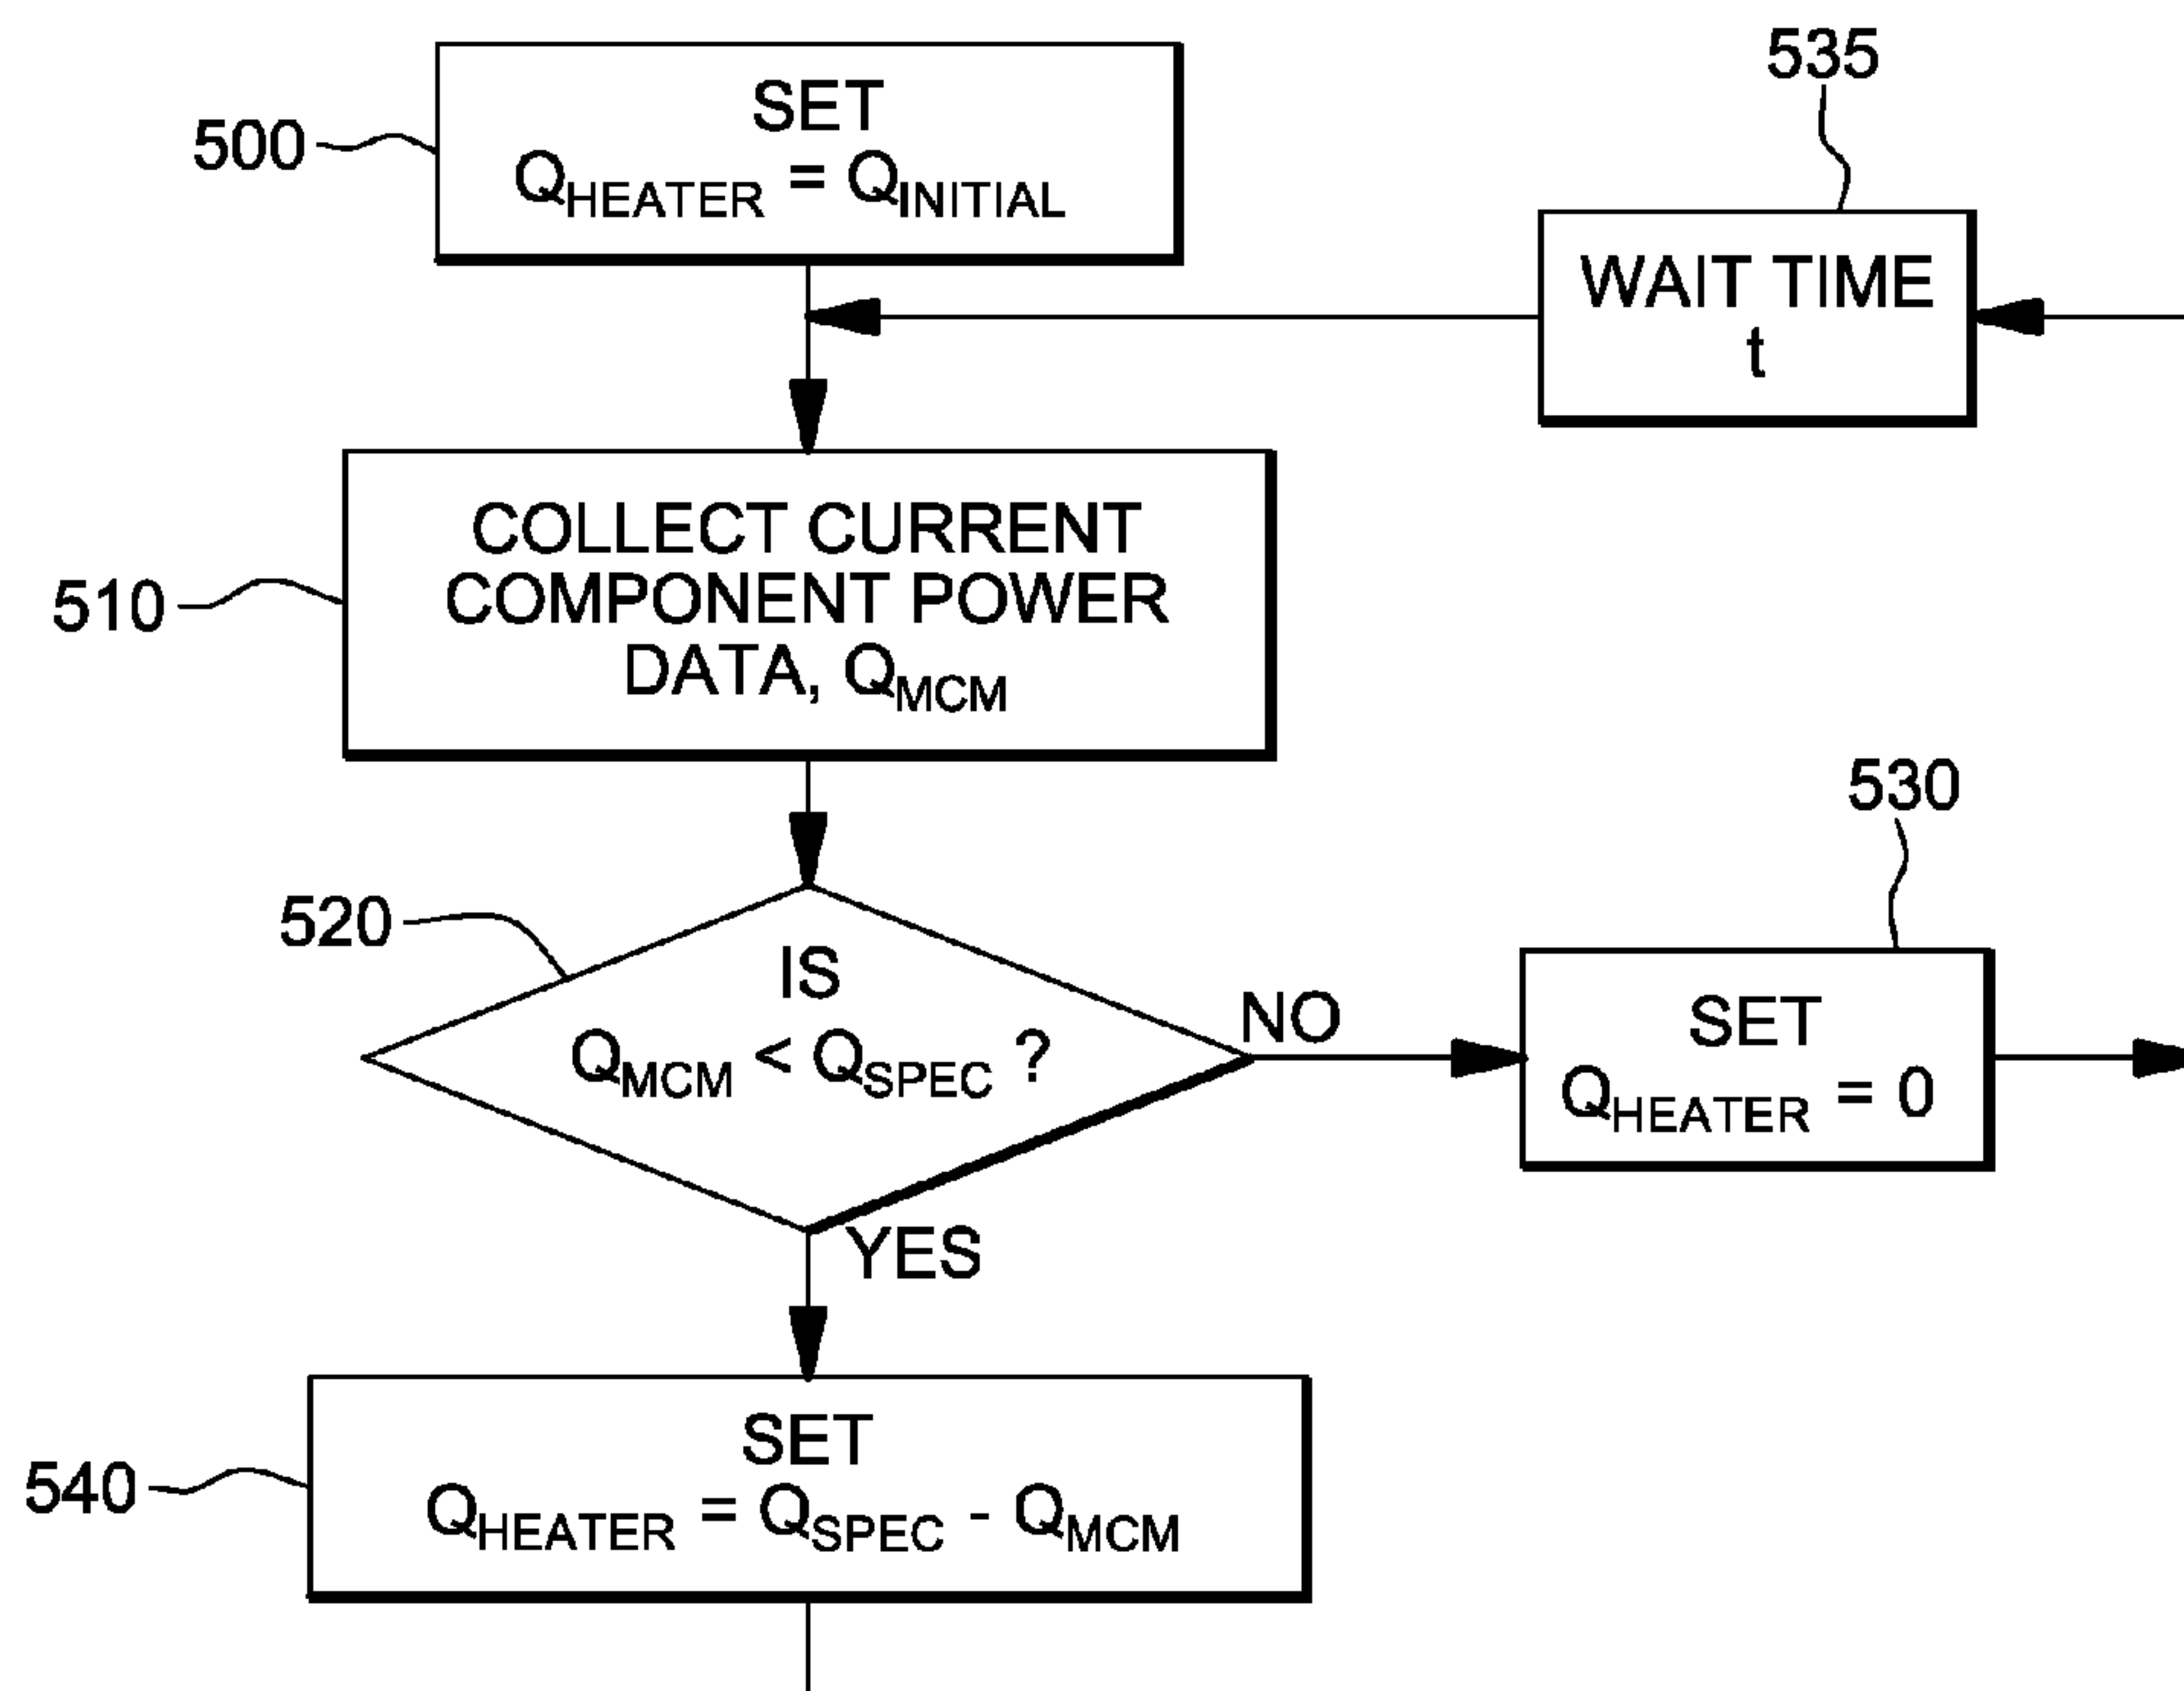 500
SET
QHEATER = QINITIAL
535
WAIT TIME
t
510
COLLECT CURRENT
COMPONENT POWER
DATA, QMCM
520
IS
QMCM < QSPEC ?
NO
530
SET
QHEATER = 0
YES
540
SET
QHEATER = QSPEC - QMCM